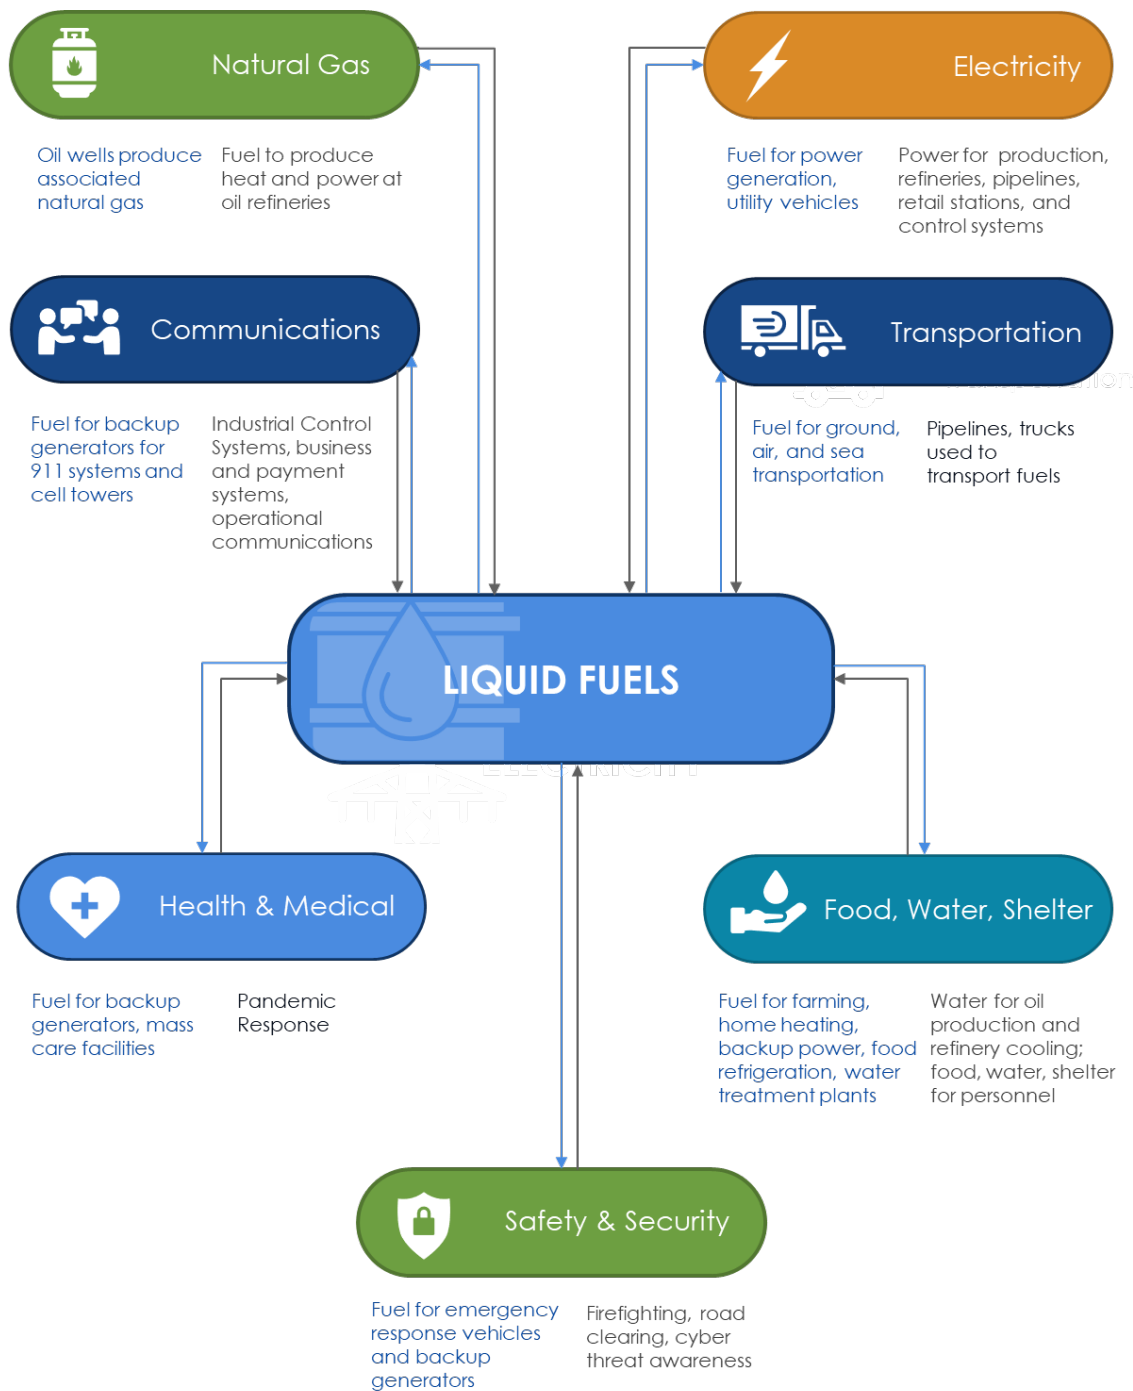 Natural Gas
Oil wells produce
associated
natural gas
Fuel to produce
heat and power at
oil refineries
Electricity
Fuel for power
generation,
utility vehicles
Power for production,
refineries, pipelines,
retail stations, and
control systems
Communications
Fuel for backup
generators for
911 systems and
cell towers
Industrial Control
Systems, business
and payment
systems,
operational
communications
Transportation
Fuel for ground,
air, and sea
transportation
Pipelines, trucks
used to
transport fuels
LIQUID FUELS
ELECTRICITY
Health & Medical
Fuel for backup
generators, mass
care facilities
Pandemic
Response
Food, Water, Shelter
Fuel for farming,
home heating,
backup power, food
refrigeration, water
treatment plants
Water for oil
production and
refinery cooling;
food, water, shelter
for personnel
Safety & Security
Fuel for emergency
response vehicles
and backup
generators
Firefighting, road
clearing, cyber
threat awareness